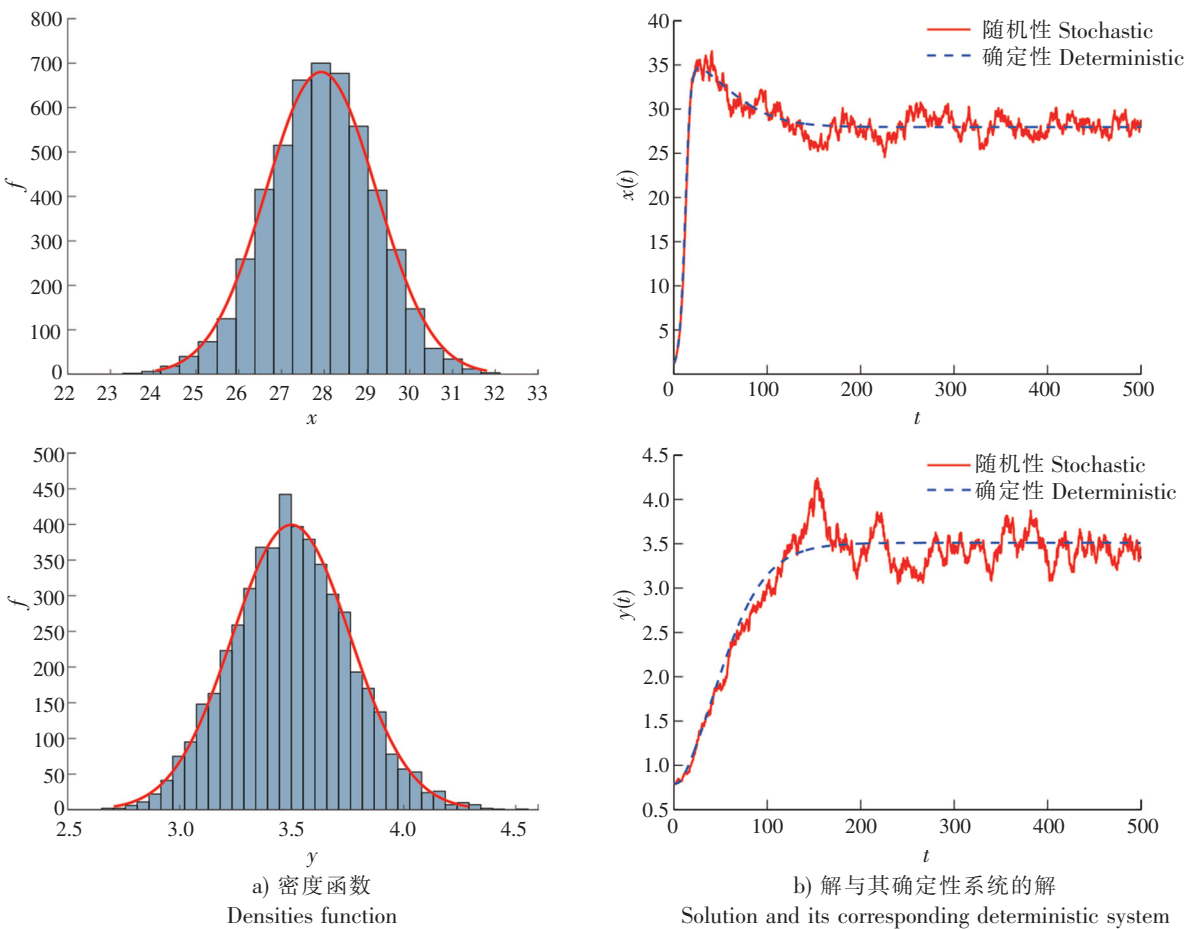 800
700
600
500
400
300
200
100
0
f
22 23 24 25 26 27 28 29 30 31 32 33
x
40
35
30
25
20
15
10
5
x(t)
随机性 Stochastic
确定性 Deterministic
0 100 200 300 400 500
t
500
450
400
350
300
250
200
150
100
50
0
f
2.5 3.0 3.5 4.0 4.5
y
a) 密度函数
Densities function
4.5
4.0
3.5
3.0
2.5
2.0
1.5
1.0
0.5
y(t)
随机性 Stochastic
确定性 Deterministic
0 100 200 300 400 500
t
b) 解与其确定性系统的解
Solution and its corresponding deterministic system